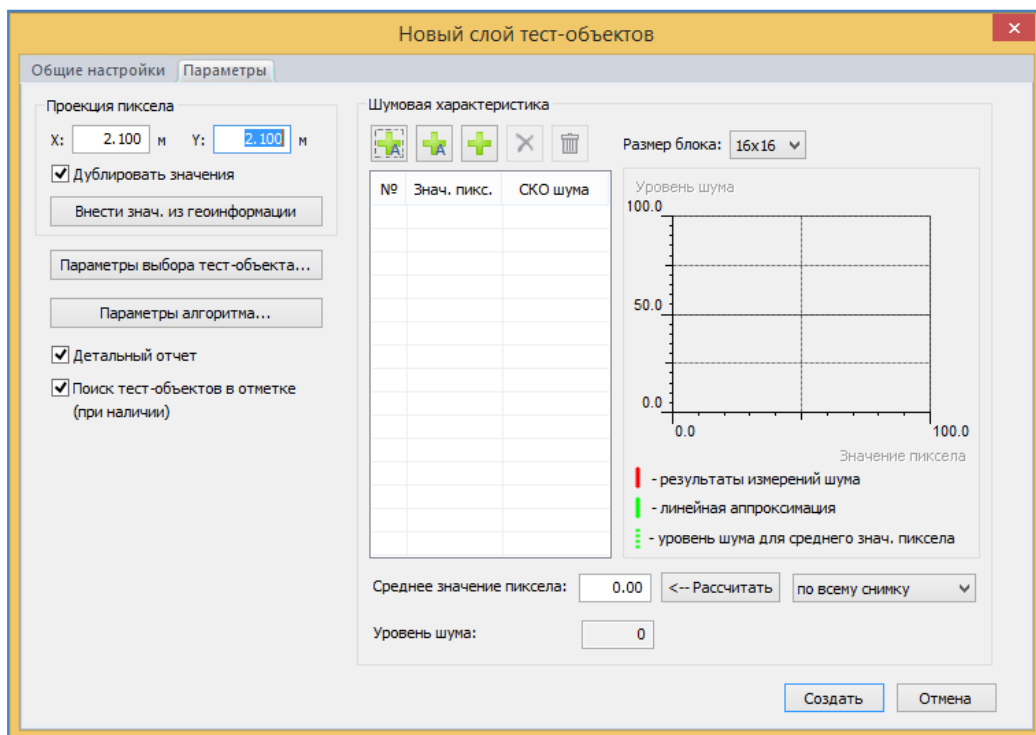 Новый слой тест-объектов
Общие настройки Параметры
Проекция пиксела
X: 2.100 м Y: 2.100 м
Дублировать значения
Внести знач. из геоинформации
Параметры выбора тест-объекта...
Параметры алгоритма...
Детальный отчет
Поиск тест-объектов в отметке
(при наличии)
Шумовая характеристика
A A
Размер блока: 16x16
№ Знач. пикс. СКО шума
Уровень шума
100.0
50.0
0.0
0.0 100.0
Значение пиксела
- результаты измерений шума
- линейная аппроксимация
- уровень шума для среднего знач. пиксела
Среднее значение пиксела: 0.00 <-- Рассчитать по всему снимку
Уровень шума: 0
Создать Отмена